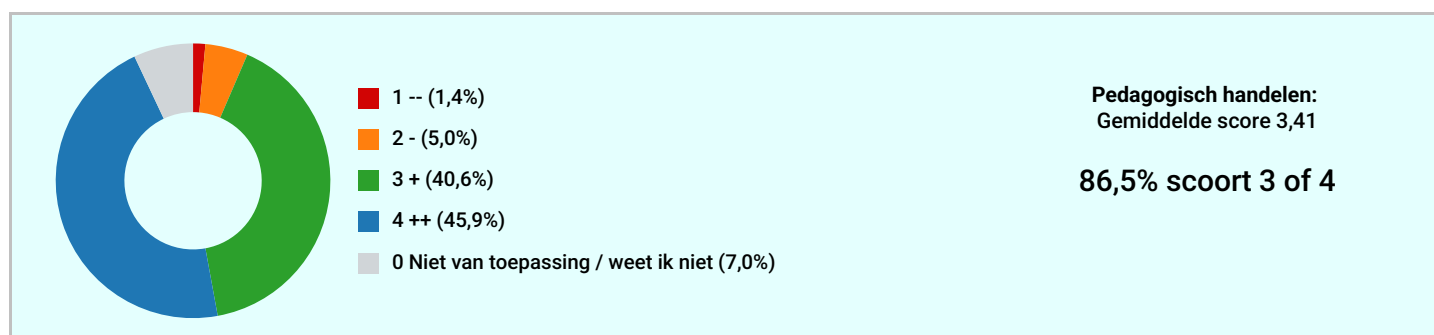 1 -- (1,4%)
2 - (5,0%)
3 + (40,6%)
4 ++ (45,9%)
0 Niet van toepassing / weet ik niet (7,0%)
Pedagogisch handelen:
Gemiddelde score 3,41
86,5% scoort 3 of 4